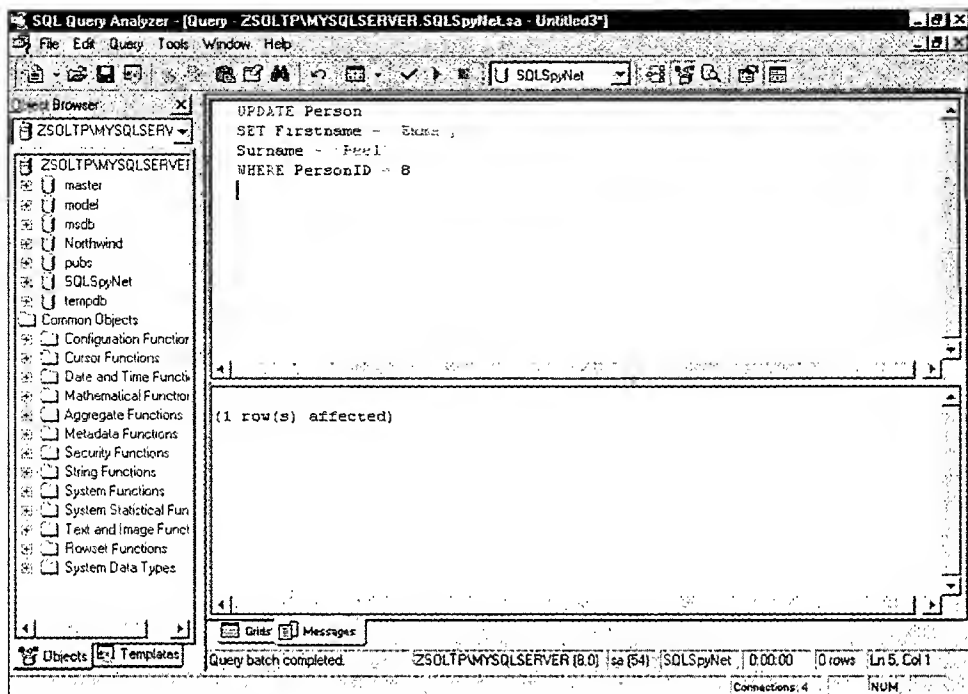 SQL Query Analyzer - [Query - ZSOLTP\MYSQLSERVER.SQLSpyNet.sa - Untitled3*]
File Edit Query Tools Window Help
SQLSpyNet
Object Browser
ZSOLTP\MYSQLSERV
ZSOLTP\MYSQLSERVER
master
model
msdb
Northwind
pubs
SQLSpyNet
tempdb
Common Objects
Configuration Function
Cursor Functions
Date and Time Functi
Mathematical Function
Aggregate Functions
Metadata Functions
Security Functions
String Functions
System Functions
System Statistical Fun
Text and Image Funct
Rowset Functions
System Data Types
Objects Templates
UPDATE Person
SET Firstname = 'Emma',
Surname = 'Peel'
WHERE PersonID = 8
(1 row(s) affected)
Grids Messages
Query batch completed. ZSOLTP\MYSQLSERVER (8.0) sa (54) SQLSpyNet 0:00:00 0 rows Ln 5, Col 1
Connections: 4 NUM